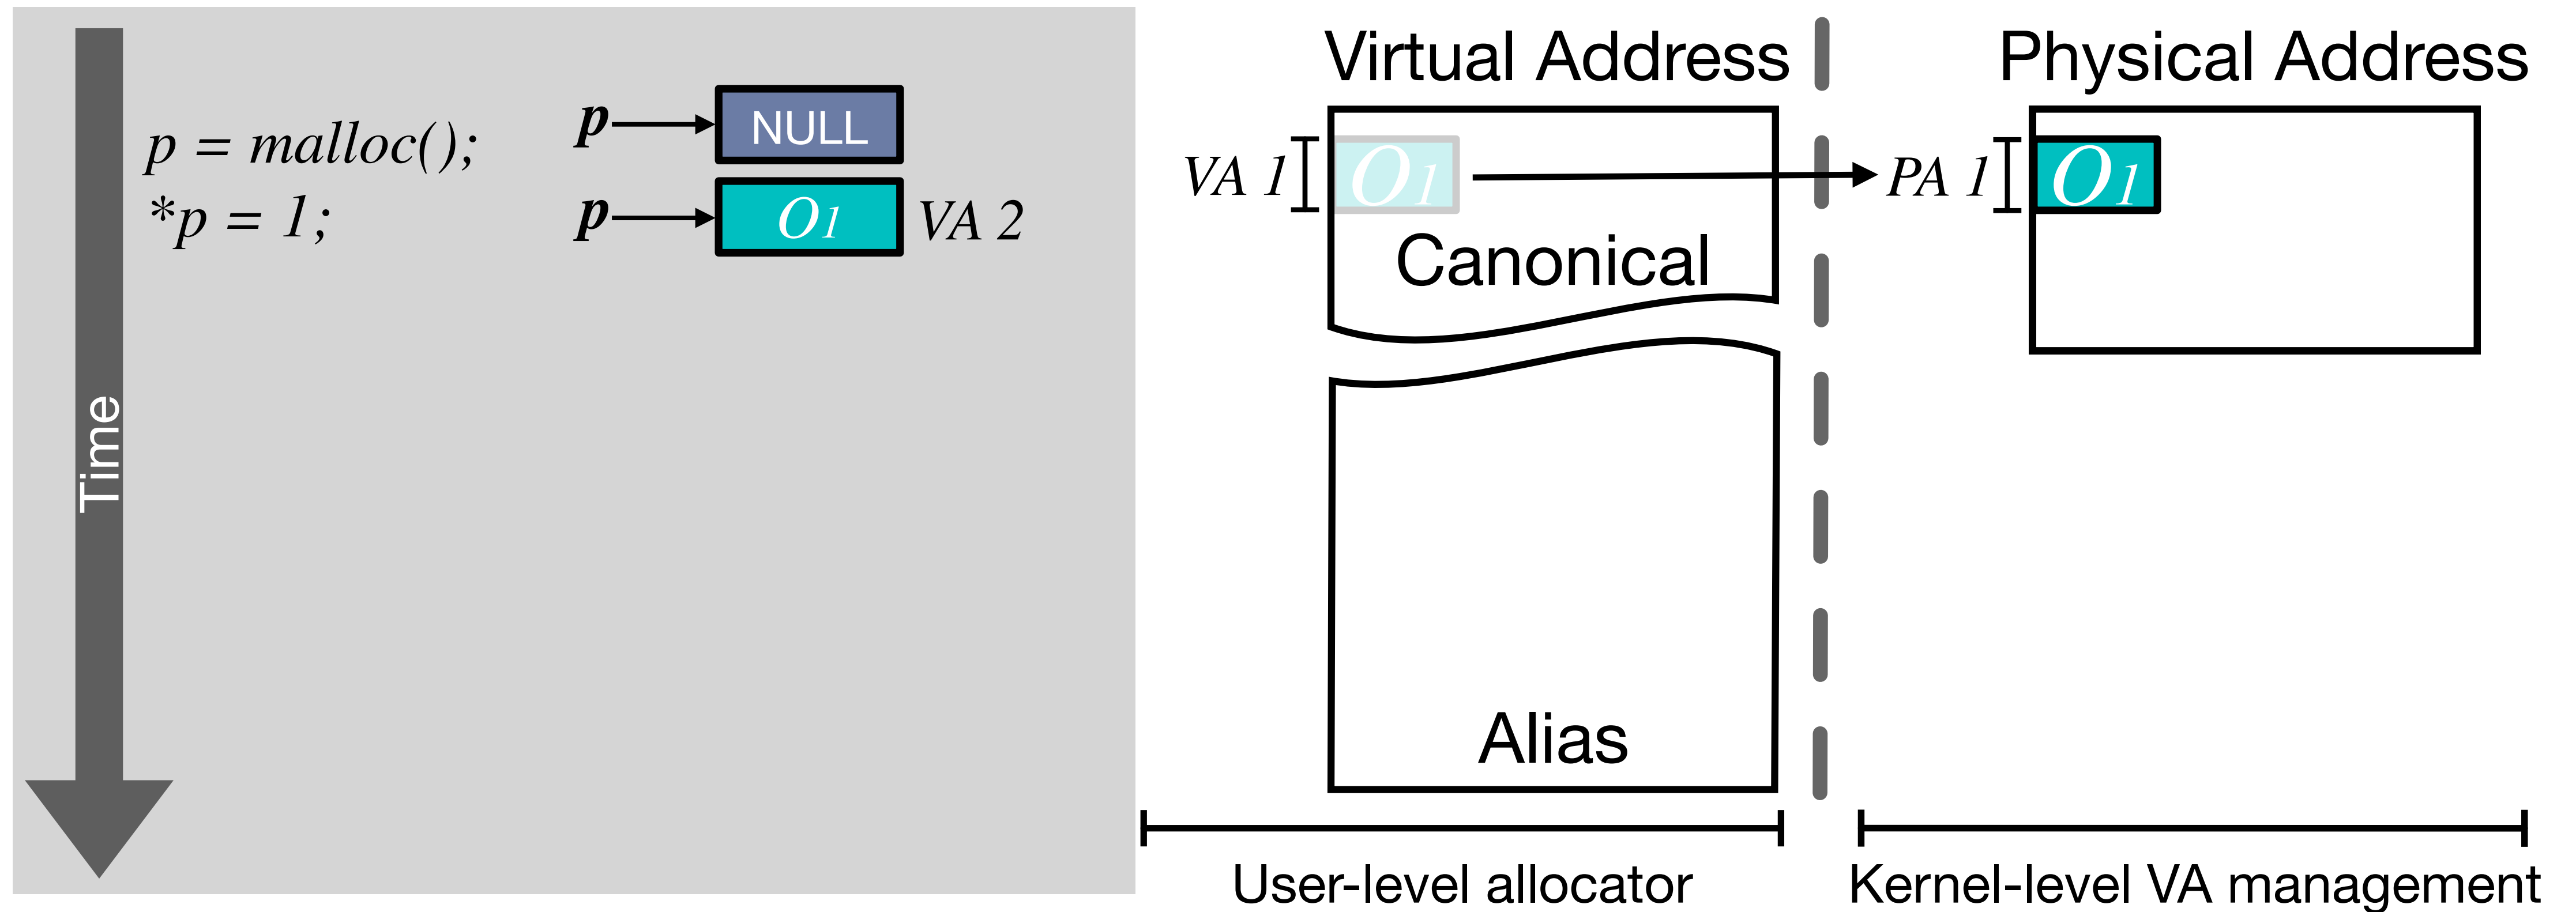 Virtual Address
Physical Address
p = malloc();
p
NULL
*p = 1;
p
O1
VA 2
VA 1
O1
PA 1
O1
Canonical
Time
Alias
User-level allocator
Kernel-level VA management